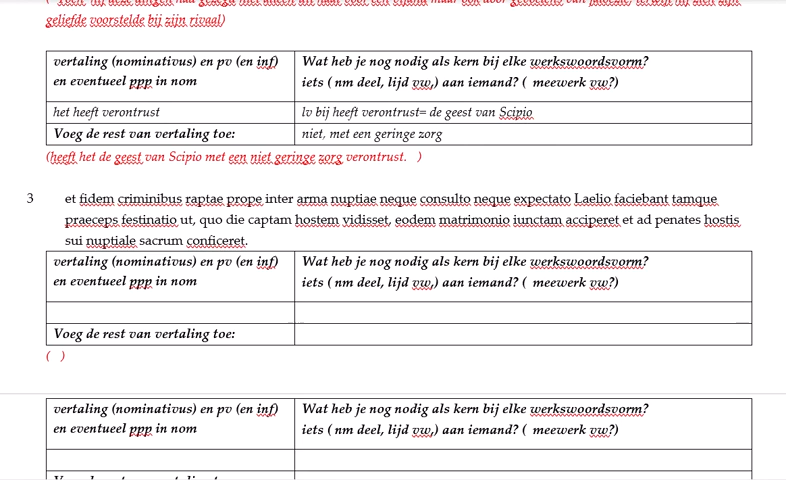 geliefde voorstelde bij zijn rivaal)
vertaling (nominativus) en pv (en inf) en eventueel ppp in nom
Wat heb je nog nodig als kern bij elke werkswoordsvorm?
iets ( nm deel, lijd vw,) aan iemand? ( meewerk vw?)
het heeft verontrust
lv bij heeft verontrust= de geest van Scipio
Voeg de rest van vertaling toe:
niet, met een geringe zorg
(heeft het de geest van Scipio met een niet geringe zorg verontrust. )
3 et fidem criminibus raptae prope inter arma nuptiae neque consulto neque expectato Laelio faciebant tamque
praeceps festinatio ut, quo die captam hostem vidisset, eodem matrimonio iunctam acciperet et ad penates hostis
sui nuptiale sacrum conficeret.
vertaling (nominativus) en pv (en inf) en eventueel ppp in nom
Wat heb je nog nodig als kern bij elke werkswoordsvorm?
iets ( nm deel, lijd vw,) aan iemand? ( meewerk vw?)
Voeg de rest van vertaling toe:
( )
vertaling (nominativus) en pv (en inf) en eventueel ppp in nom
Wat heb je nog nodig als kern bij elke werkswoordsvorm?
iets ( nm deel, lijd vw,) aan iemand? ( meewerk vw?)